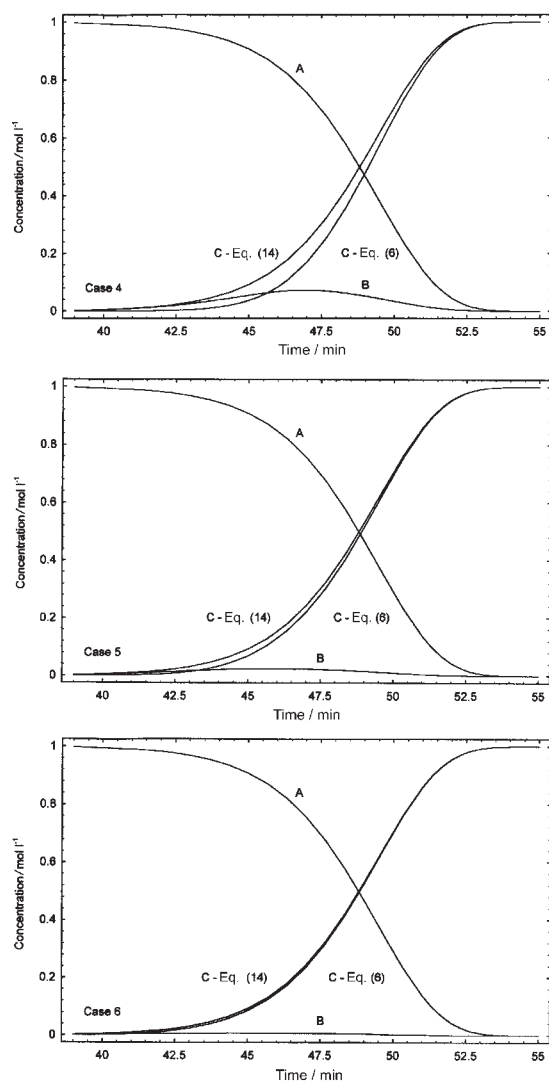 1
0.8
0.6
0.4
0.2
0
Concentration/mol l⁻¹
A
C - Eq. (14)
C - Eq. (6)
B
Case 4
40
42.5
45
47.5
50
52.5
55
Time / min
1
0.8
0.6
0.4
0.2
0
Concentration/mol l⁻¹
A
C - Eq. (14)
C - Eq. (6)
B
Case 5
40
42.5
45
47.5
50
52.5
55
Time / min
1
0.8
0.6
0.4
0.2
0
Concentration/mol l⁻¹
A
C - Eq. (14)
C - Eq. (6)
B
Case 6
40
42.5
45
47.5
50
52.5
55
Time / min